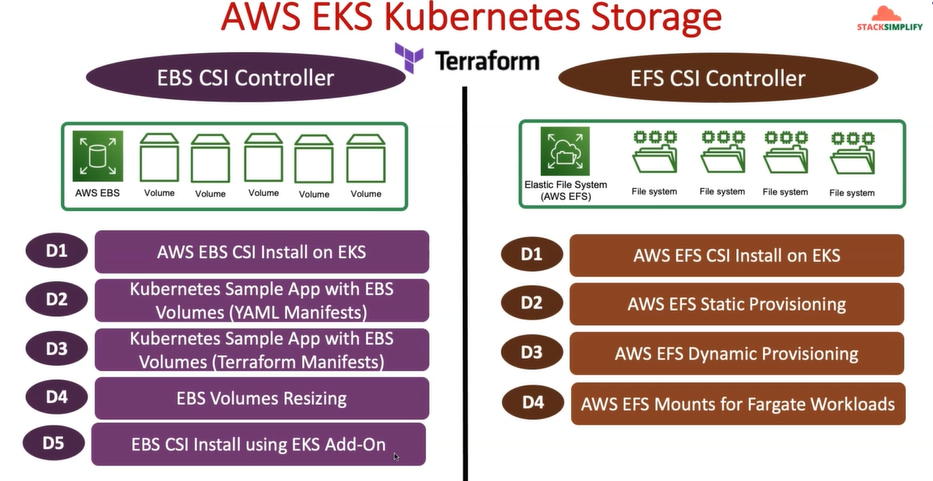 AWS EKS Kubernetes Storage
STACKSIMPLIFY
Terraform
EBS CSI Controller
AWS EBS
Volume
Volume
Volume
Volume
Volume
D1
AWS EBS CSI Install on EKS
D2
Kubernetes Sample App with EBS
Volumes (YAML Manifests)
D3
Kubernetes Sample App with EBS
Volumes (Terraform Manifests)
D4
EBS Volumes Resizing
D5
EBS CSI Install using EKS Add-On
EFS CSI Controller
Elastic File System
(AWS EFS)
File system
File system
File system
File system
D1
AWS EFS CSI Install on EKS
D2
AWS EFS Static Provisioning
D3
AWS EFS Dynamic Provisioning
D4
AWS EFS Mounts for Fargate Workloads